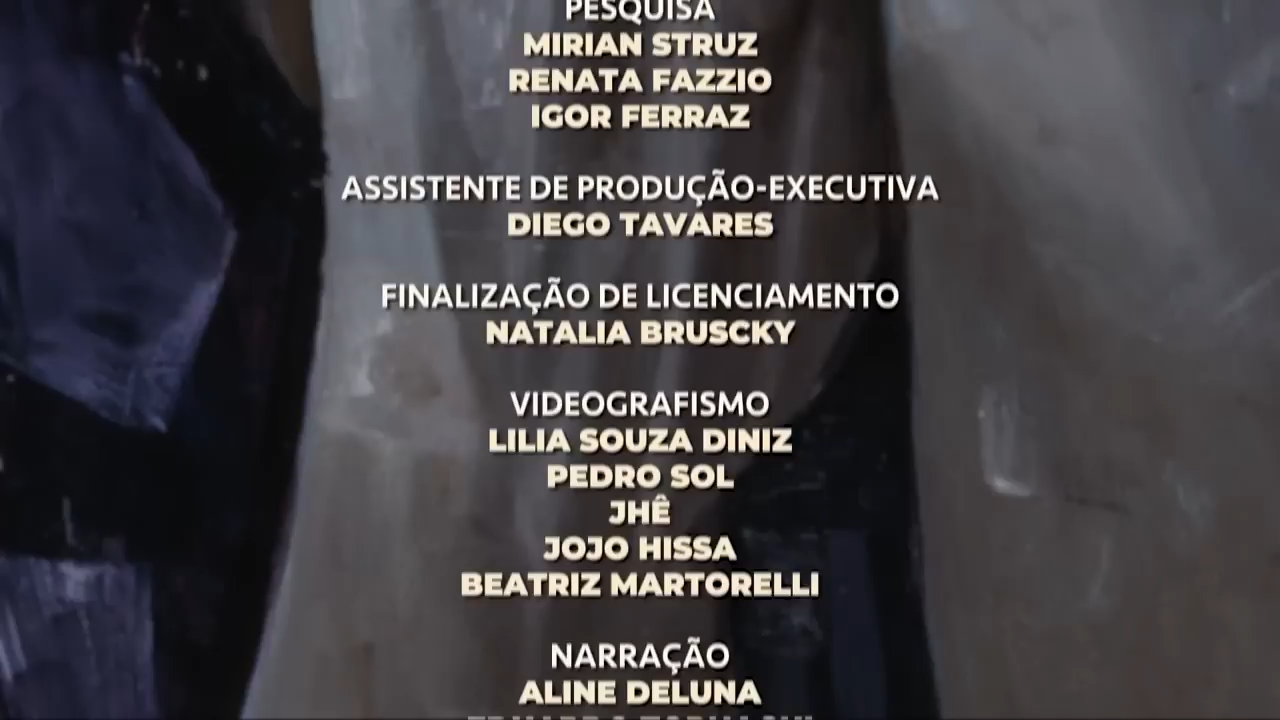 PESQUISA
MIRIAN STRUZ
RENATA FAZZIO
IGOR FERRAZ
ASSISTENTE DE PRODUÇÃO-EXECUTIVA
DIEGO TAVARES
FINALIZAÇÃO DE LICENCIAMENTO
NATALIA BRUSCKY
VIDEOGRAFISMO
LILIA SOUZA DINIZ
PEDRO SOL
JHÊ
JOJO HISSA
BEATRIZ MARTORELLI
NARRAÇÃO
ALINE DELUNA